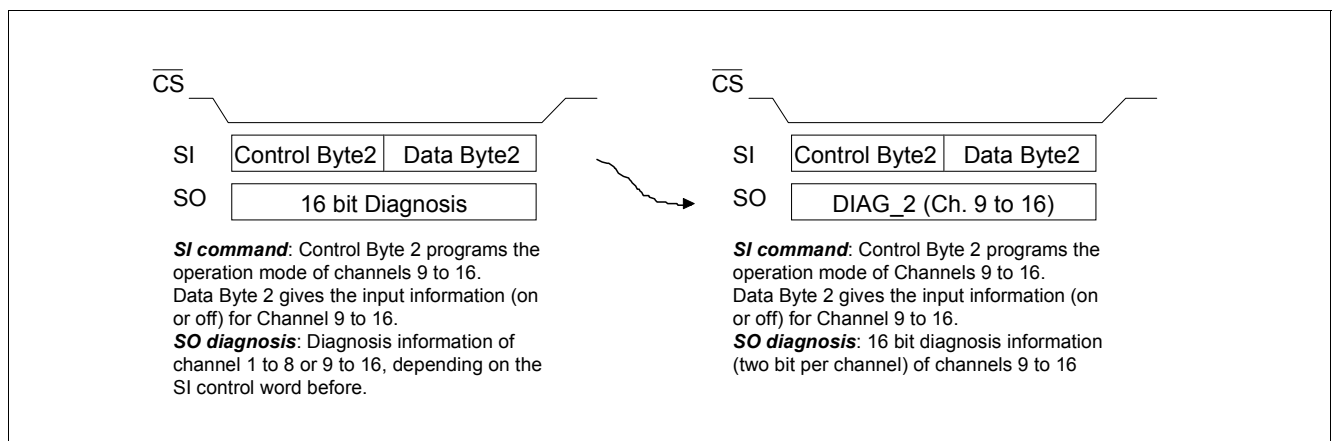 CS
SI Control Byte2 Data Byte2
SO 16 bit Diagnosis
SI command: Control Byte 2 programs the
operation mode of channels 9 to 16.
Data Byte 2 gives the input information (on
or off) for Channel 9 to 16.
SO diagnosis: Diagnosis information of
channel 1 to 8 or 9 to 16, depending on the
SI control word before.
CS
SI Control Byte2 Data Byte2
SO DIAG_2 (Ch. 9 to 16)
SI command: Control Byte 2 programs the
operation mode of Channels 9 to 16.
Data Byte 2 gives the input information (on
or off) for Channel 9 to 16.
SO diagnosis: 16 bit diagnosis information
(two bit per channel) of channels 9 to 16